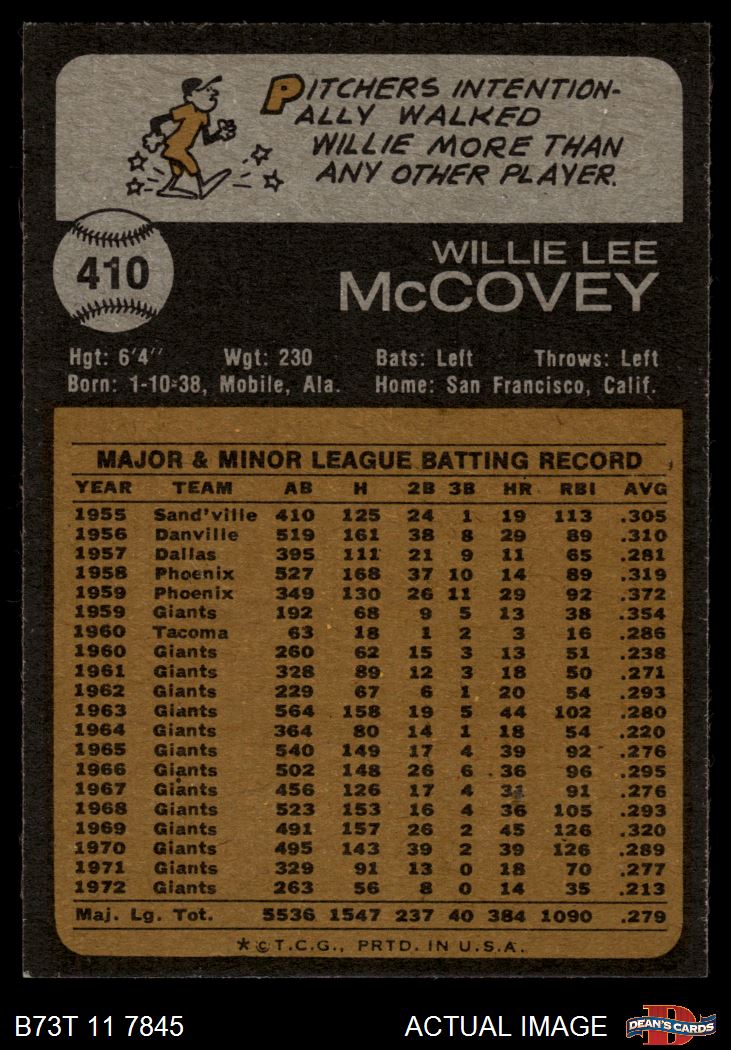 PITCHERS INTENTION-
ALLY WALKED
WILLIE MORE THAN
ANY OTHER PLAYER.
410
WILLIE LEE
McCOVEY
Hgt: 6'4" Wgt: 230 Bats: Left Throws: Left
Born: 1-10-38, Mobile, Ala. Home: San Francisco, Calif.
MAJOR & MINOR LEAGUE BATTING RECORD
YEAR TEAM AB H 2B 3B HR RBI AVG
1955 Sand'ville 410 125 24 1 19 113 .305
1956 Danville 519 161 38 8 29 89 .310
1957 Dallas 395 111 21 9 11 65 .281
1958 Phoenix 527 168 37 10 14 89 .319
1959 Phoenix 349 130 26 11 29 92 .372
1959 Giants 192 68 9 5 13 38 .354
1960 Tacoma 63 18 1 2 3 16 .286
1960 Giants 260 62 15 3 13 51 .238
1961 Giants 328 89 12 3 18 50 .271
1962 Giants 229 67 6 1 20 54 .293
1963 Giants 564 158 19 5 44 102 .280
1964 Giants 364 80 14 1 18 54 .220
1965 Giants 540 149 17 4 39 92 .276
1966 Giants 502 148 26 6 36 96 .295
1967 Giants 456 126 17 4 31 91 .276
1968 Giants 523 153 16 4 36 105 .293
1969 Giants 491 157 26 2 45 126 .320
1970 Giants 495 143 39 2 39 126 .289
1971 Giants 329 91 13 0 18 70 .277
1972 Giants 263 56 8 0 14 35 .213
Maj. Lg. Tot. 5536 1547 237 40 384 1090 .279
*©T.C.G., PRTD. IN U.S.A.
B73T 11 7845 ACTUAL IMAGE D DEAN'S CARDS